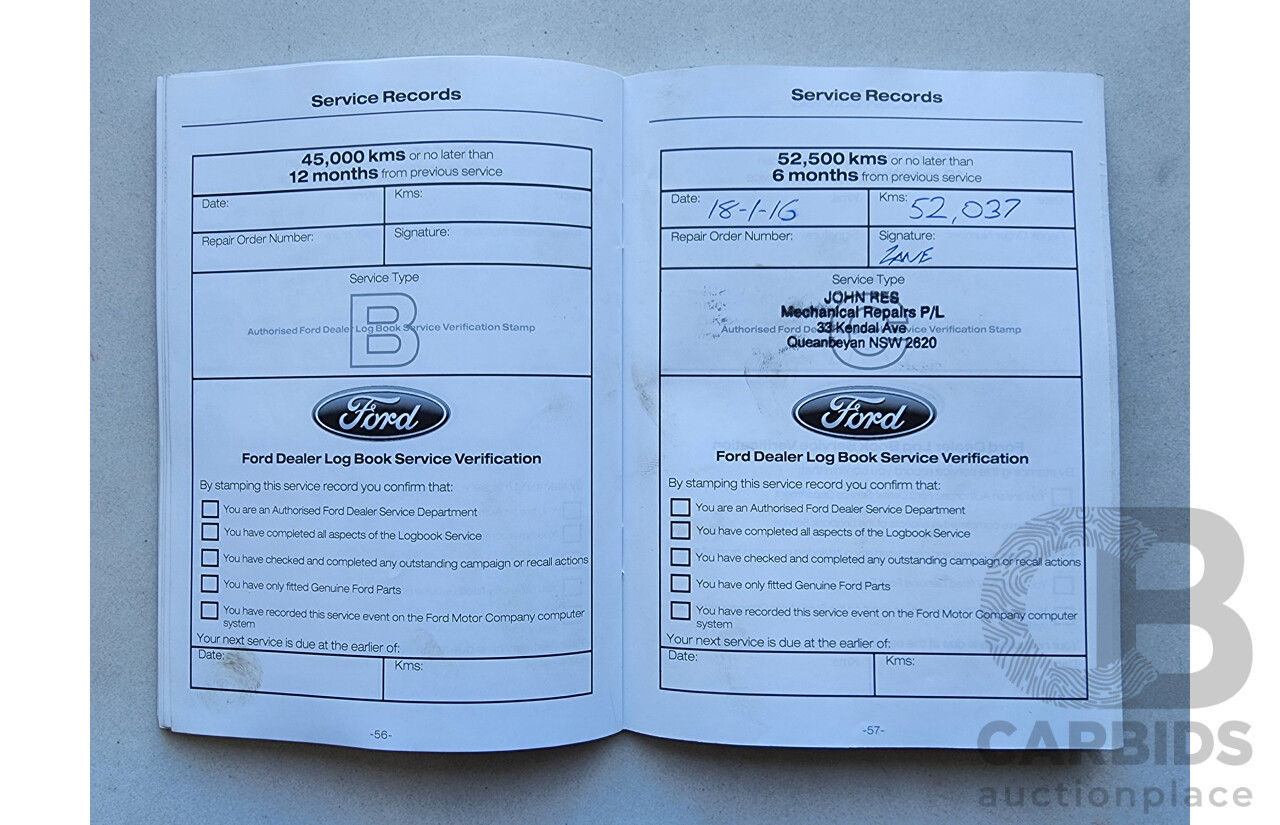 Service Records
45,000 kms or no later than
12 months from previous service
Date:
Kms:
Repair Order Number:
Signature:
Service Type
B
Authorised Ford Dealer Log Book Service Verification Stamp
Ford
Ford Dealer Log Book Service Verification
By stamping this service record you confirm that:
You are an Authorised Ford Dealer Service Department
You have completed all aspects of the Logbook Service
You have checked and completed any outstanding campaign or recall actions
You have only fitted Genuine Ford Parts
You have recorded this service event on the Ford Motor Company computer
system
Your next service is due at the earlier of:
Date:
Kms:
-56-
Service Records
52,500 kms or no later than
6 months from previous service
Date: 18-1-16
Kms: 52,037
Repair Order Number:
Signature:
ZANE
Service Type
JOHN RES
Mechanical Repairs P/L
Authorised Ford De 33 Kendal Ave vice Verification Stamp
Queanbeyan NSW 2620
Ford
Ford Dealer Log Book Service Verification
By stamping this service record you confirm that:
You are an Authorised Ford Dealer Service Department
You have completed all aspects of the Logbook Service
You have checked and completed any outstanding campaign or recall actions
You have only fitted Genuine Ford Parts
You have recorded this service event on the Ford Motor Company computer
system
Your next service is due at the earlier of:
Date:
Kms:
-57-
CB
CARBIDS
auctionplace